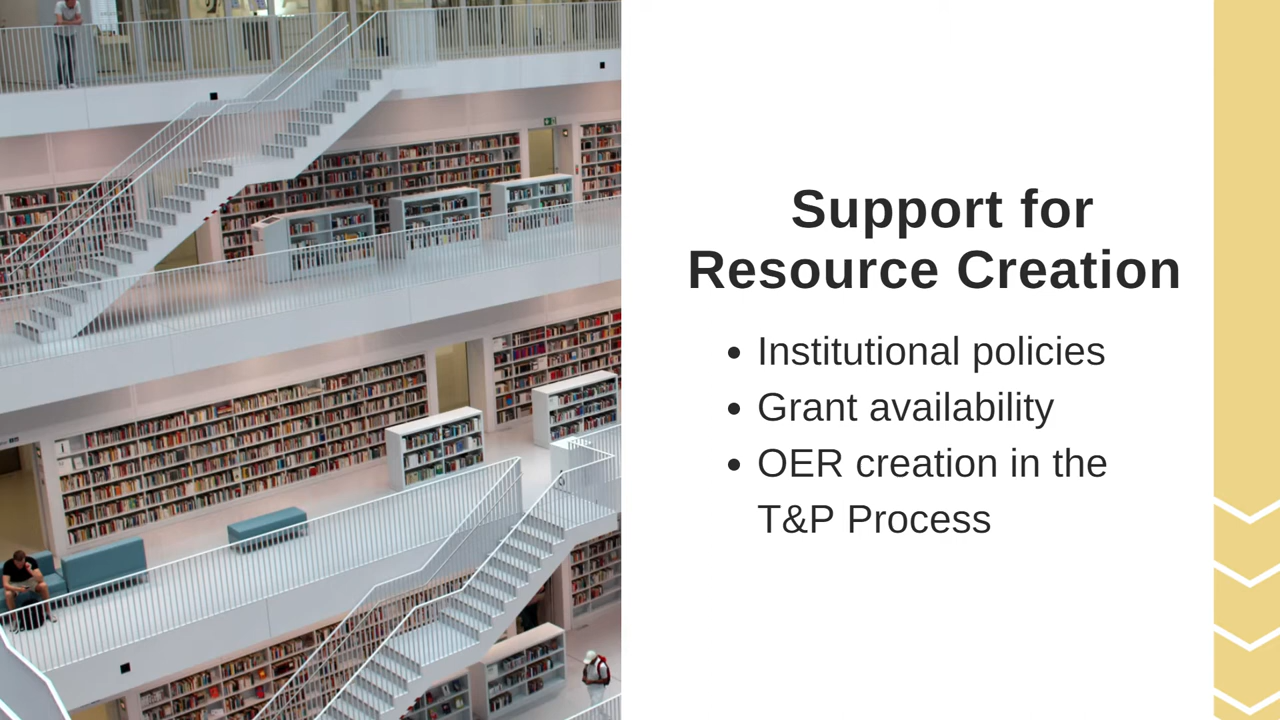 Support for
Resource Creation
• Institutional policies
• Grant availability
• OER creation in the
T&P Process